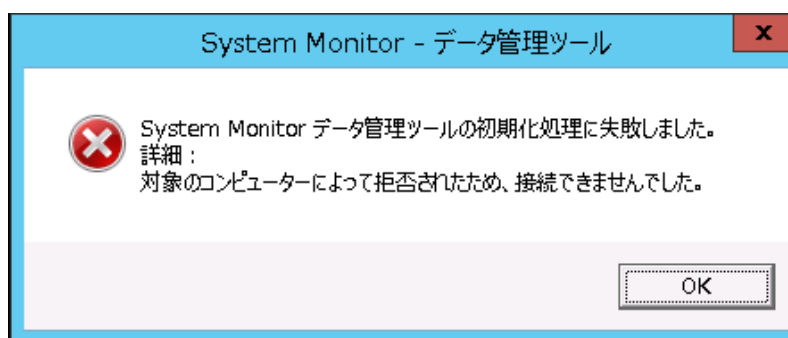 System Monitor - データ管理ツール
x
System Monitor データ管理ツールの初期化処理に失敗しました。
詳細：
対象のコンピューターによって拒否されたため、接続できませんでした。
OK